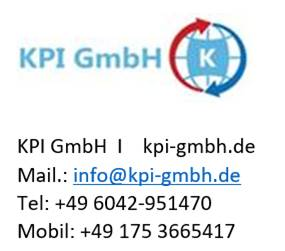 KPI GmbH K
KPI GmbH I kpi-gmbh.de
Mail.: info@kpi-gmbh.de
Tel: +49 6042-951470
Mobil: +49 175 3665417